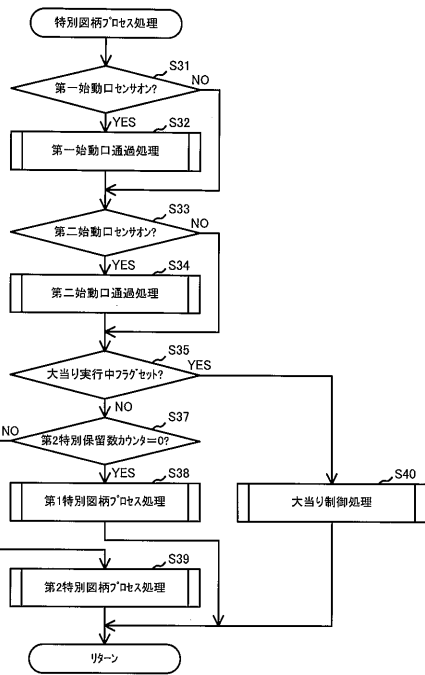 特別図柄プロセス処理
S31
第一始動口センサオン?
NO
YES
S32
第一始動口通過処理
S33
第二始動口センサオン?
NO
YES
S34
第二始動口通過処理
S35
大当り実行中フラグセット?
YES
NO
S37
NO
第2特別保留数カウンタ=0?
YES
S38
第1特別図柄プロセス処理
S40
大当り制御処理
S39
第2特別図柄プロセス処理
リターン